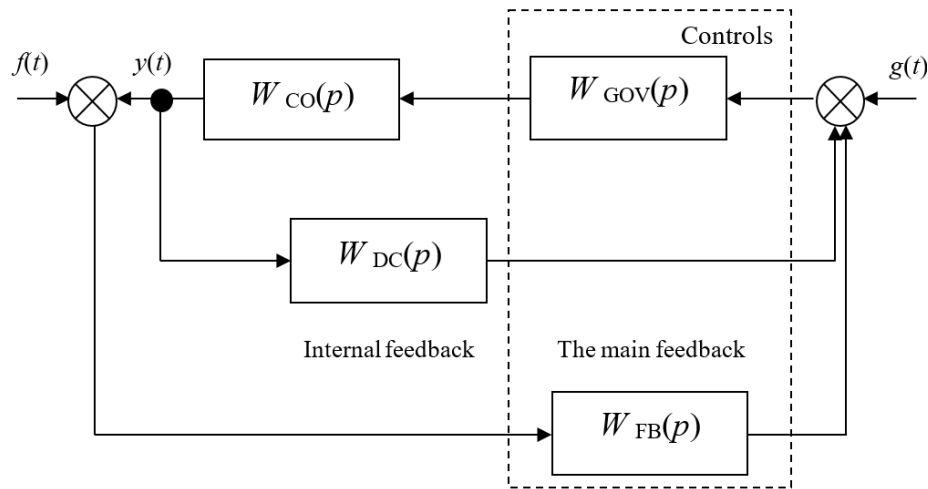 Controls
f(t)
y(t)
W CO(p)
W GOV(p)
g(t)
W DC(p)
Internal feedback
The main feedback
W FB(p)